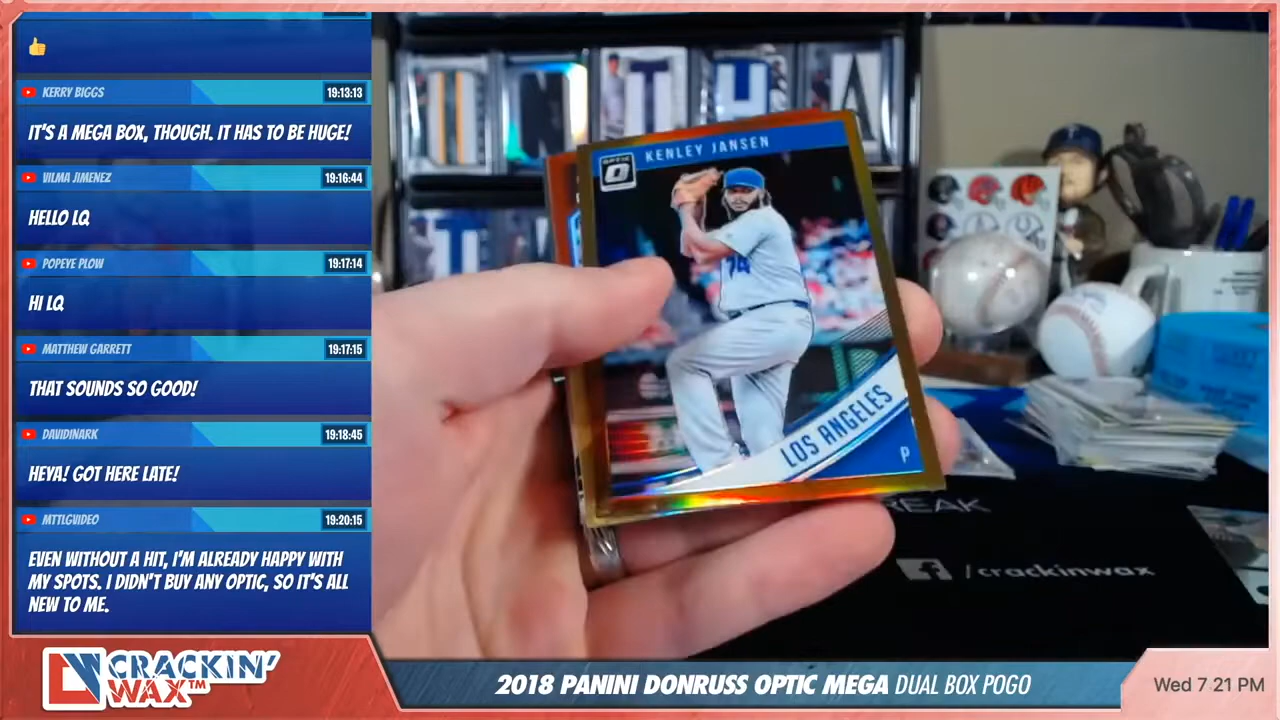 KERRY BIGGS
19:13:13
IT'S A MEGA BOX, THOUGH. IT HAS TO BE HUGE!
VILMA JIMENEZ
19:16:44
HELLO LQ
POPEYE PLOW
19:17:14
HI LQ
MATTHEW GARRETT
19:17:15
THAT SOUNDS SO GOOD!
DAVIDINARK
19:18:45
HEYA! GOT HERE LATE!
MTTLGVIDEO
19:20:15
EVEN WITHOUT A HIT, I'M ALREADY HAPPY WITH
MY SPOTS. I DIDN'T BUY ANY OPTIC, SO IT'S ALL
NEW TO ME.
KENLEY JANSEN
74
LOS ANGELES
P
REAK
/crackinwax
CRACKIN'
WAX™
2018 PANINI DONRUSS OPTIC MEGA DUAL BOX POGO
Wed 7:21 PM